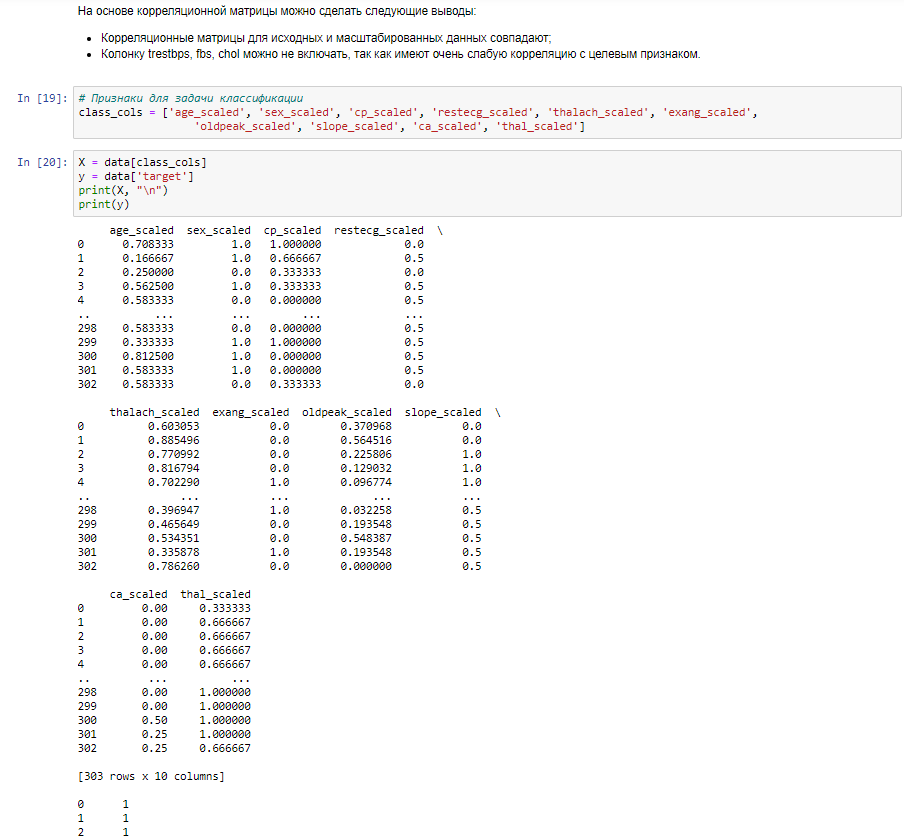 На основе корреляционной матрицы можно сделать следующие выводы:
• Корреляционные матрицы для исходных и масштабированных данных совпадают;
• Колонку trestbps, fbs, chol можно не включать, так как имеют очень слабую корреляцию с целевым признаком.
In [19]: # Признаки для задачи классификации
class_cols = ['age_scaled', 'sex_scaled', 'cp_scaled', 'restecg_scaled', 'thalach_scaled', 'exang_scaled',
'oldpeak_scaled', 'slope_scaled', 'ca_scaled', 'thal_scaled']
In [20]: X = data[class_cols]
y = data['target']
print(X, "\n")
print(y)
age_scaled sex_scaled cp_scaled restecg_scaled \
0 0.708333 1.0 1.000000 0.0
1 0.166667 1.0 0.666667 0.5
2 0.250000 0.0 0.333333 0.0
3 0.562500 1.0 0.333333 0.5
4 0.583333 0.0 0.000000 0.5
.. ... ... ... ...
298 0.583333 0.0 0.000000 0.5
299 0.333333 1.0 1.000000 0.5
300 0.812500 1.0 0.000000 0.5
301 0.583333 1.0 0.000000 0.5
302 0.583333 0.0 0.333333 0.0
thalach_scaled exang_scaled oldpeak_scaled slope_scaled \
0 0.603053 0.0 0.370968 0.0
1 0.885496 0.0 0.564516 0.0
2 0.770992 0.0 0.225806 1.0
3 0.816794 0.0 0.129032 1.0
4 0.702290 1.0 0.096774 1.0
.. ... ... ... ...
298 0.396947 1.0 0.032258 0.5
299 0.465649 0.0 0.193548 0.5
300 0.534351 0.0 0.548387 0.5
301 0.335878 1.0 0.193548 0.5
302 0.786260 0.0 0.000000 0.5
ca_scaled thal_scaled
0 0.00 0.333333
1 0.00 0.666667
2 0.00 0.666667
3 0.00 0.666667
4 0.00 0.666667
.. ... ...
298 0.00 1.000000
299 0.00 1.000000
300 0.50 1.000000
301 0.25 1.000000
302 0.25 0.666667
[303 rows x 10 columns]
0 1
1 1
2 1